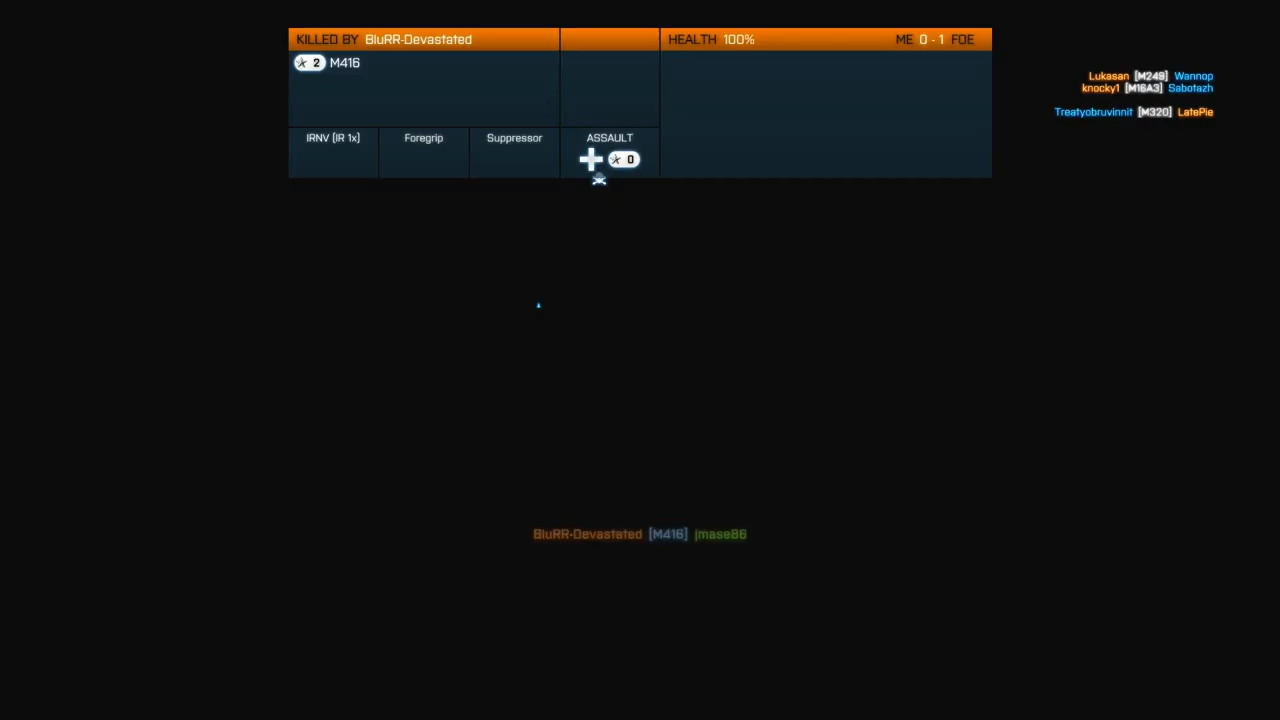 KILLED BY BluRR-Devastated HEALTH 100% ME 0 - 1 FOE
2 M416
Lukasan [M249] Wannop
knocky1 [M16A3] Sabotazh
Treatyobruvinnit [M320] LatePie
IRNV (IR 1x) Foregrip Suppressor ASSAULT
0
BluRR-Devastated [M416] jmase86